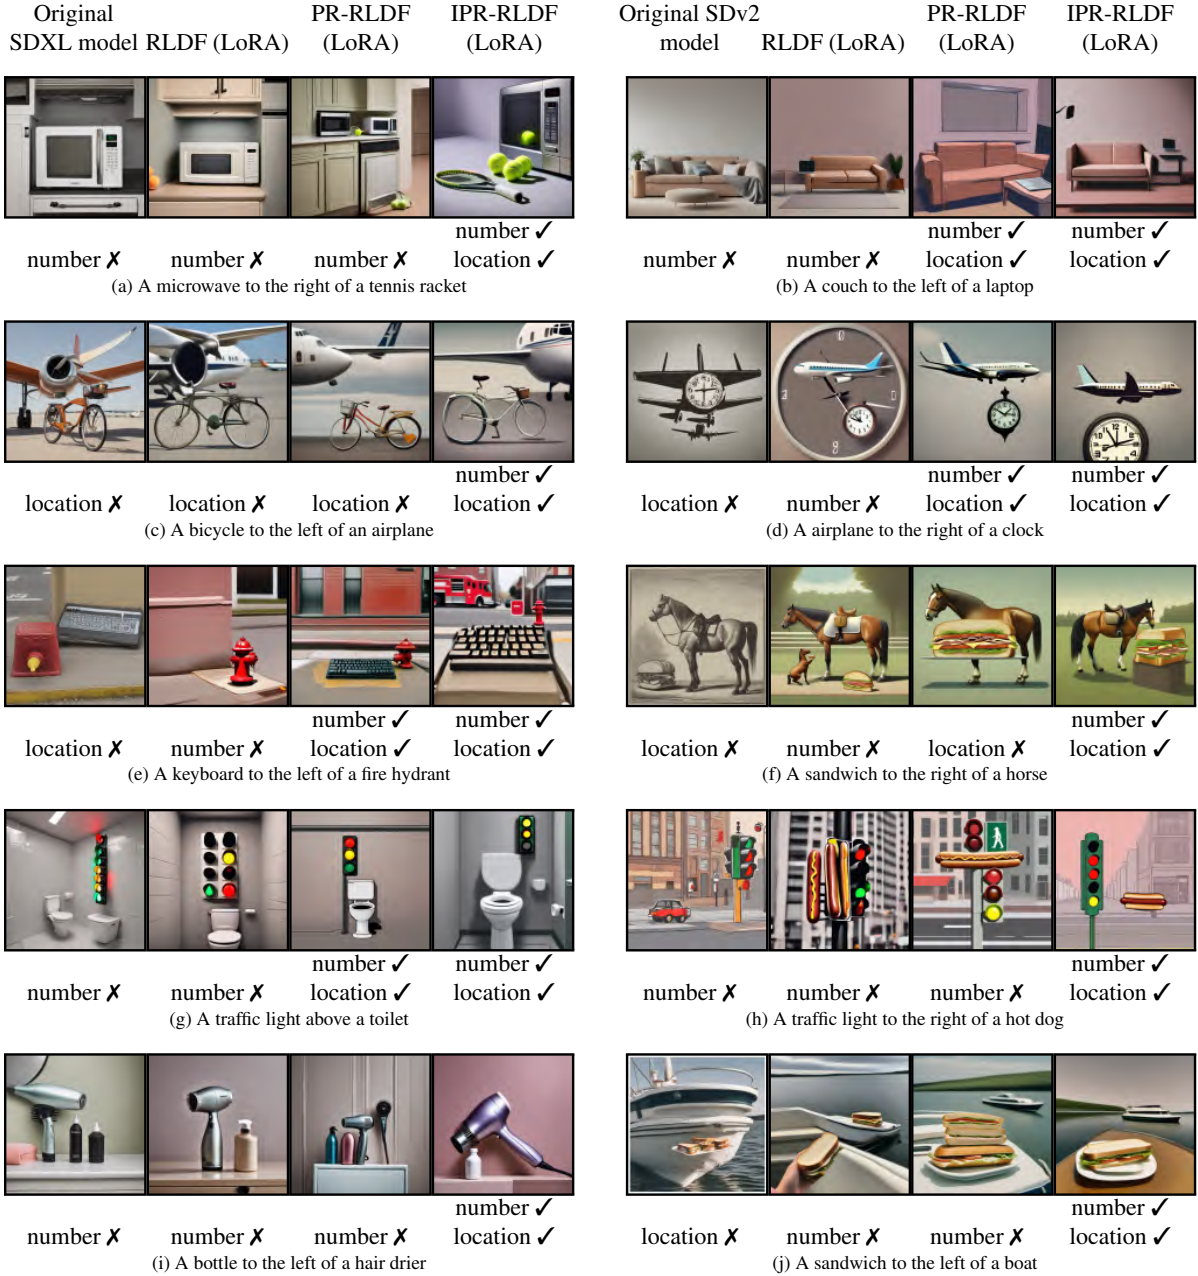 Original
SDXL model
RLDF (LoRA)
PR-RLDF
(LoRA)
IPR-RLDF
(LoRA)
Original SDv2
model
RLDF (LoRA)
PR-RLDF
(LoRA)
IPR-RLDF
(LoRA)
number ✗
number ✗
number ✗
number ✓
location ✓
(a) A microwave to the right of a tennis racket
number ✗
number ✗
number ✓
location ✓
number ✓
location ✓
(b) A couch to the left of a laptop
location ✗
location ✗
location ✗
number ✓
location ✓
(c) A bicycle to the left of an airplane
location ✗
number ✗
number ✓
location ✓
number ✓
location ✓
(d) A airplane to the right of a clock
location ✗
number ✗
number ✓
location ✓
number ✓
location ✓
(e) A keyboard to the left of a fire hydrant
location ✗
number ✗
location ✗
number ✓
location ✓
(f) A sandwich to the right of a horse
number ✗
number ✗
number ✓
location ✓
number ✓
location ✓
(g) A traffic light above a toilet
number ✗
number ✗
number ✗
number ✓
location ✓
(h) A traffic light to the right of a hot dog
number ✗
number ✗
number ✗
number ✓
location ✓
(i) A bottle to the left of a hair drier
location ✗
number ✗
number ✗
number ✓
location ✓
(j) A sandwich to the left of a boat